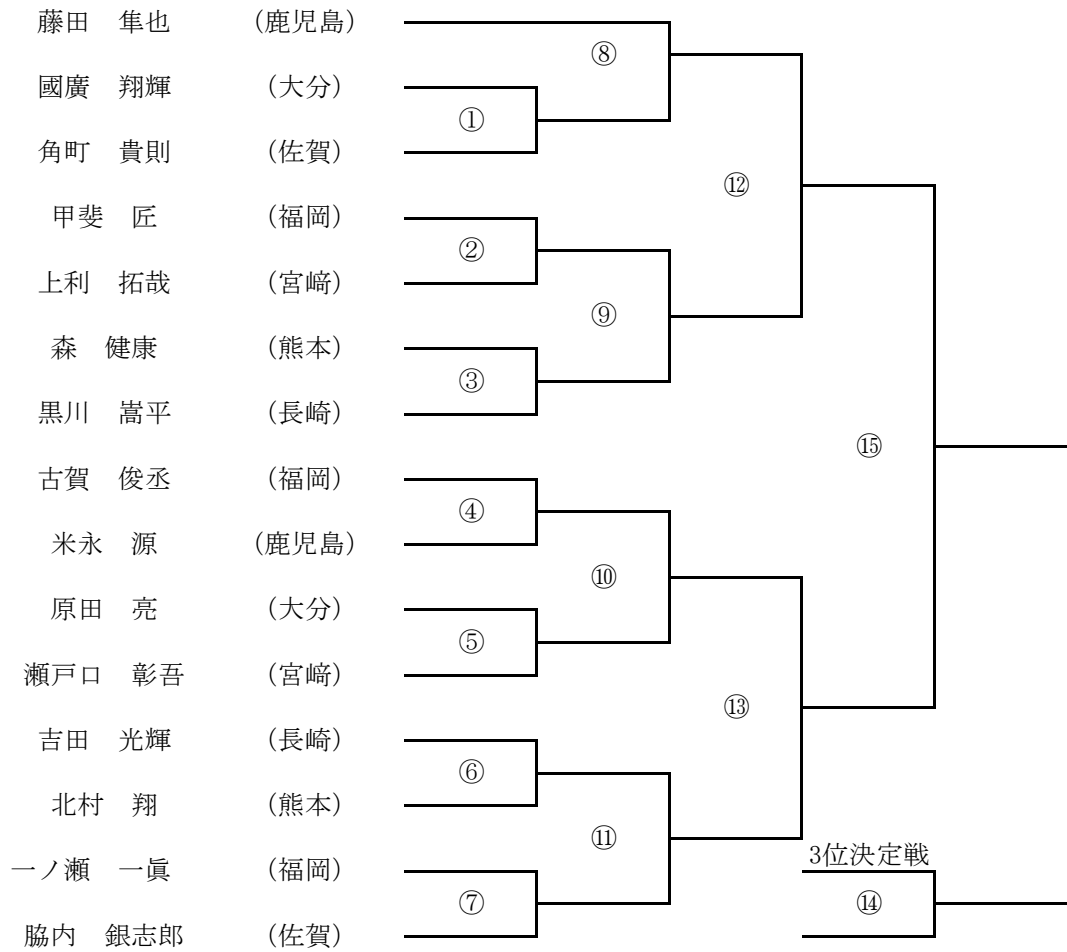 藤田　隼也　(鹿児島)
⑧
國廣　翔輝　(大分)
①
角町　貴則　(佐賀)
⑫
甲斐　匠　(福岡)
②
上利　拓哉　(宮﨑)
⑨
森　健康　(熊本)
③
黒川　嵩平　(長崎)
⑮
古賀　俊丞　(福岡)
④
米永　源　(鹿児島)
⑩
原田　亮　(大分)
⑤
瀬戸口　彰吾　(宮﨑)
⑬
吉田　光輝　(長崎)
⑥
北村　翔　(熊本)
⑪
3位決定戦
一ノ瀬　一眞　(福岡)
⑦
⑭
脇内　銀志郎　(佐賀)